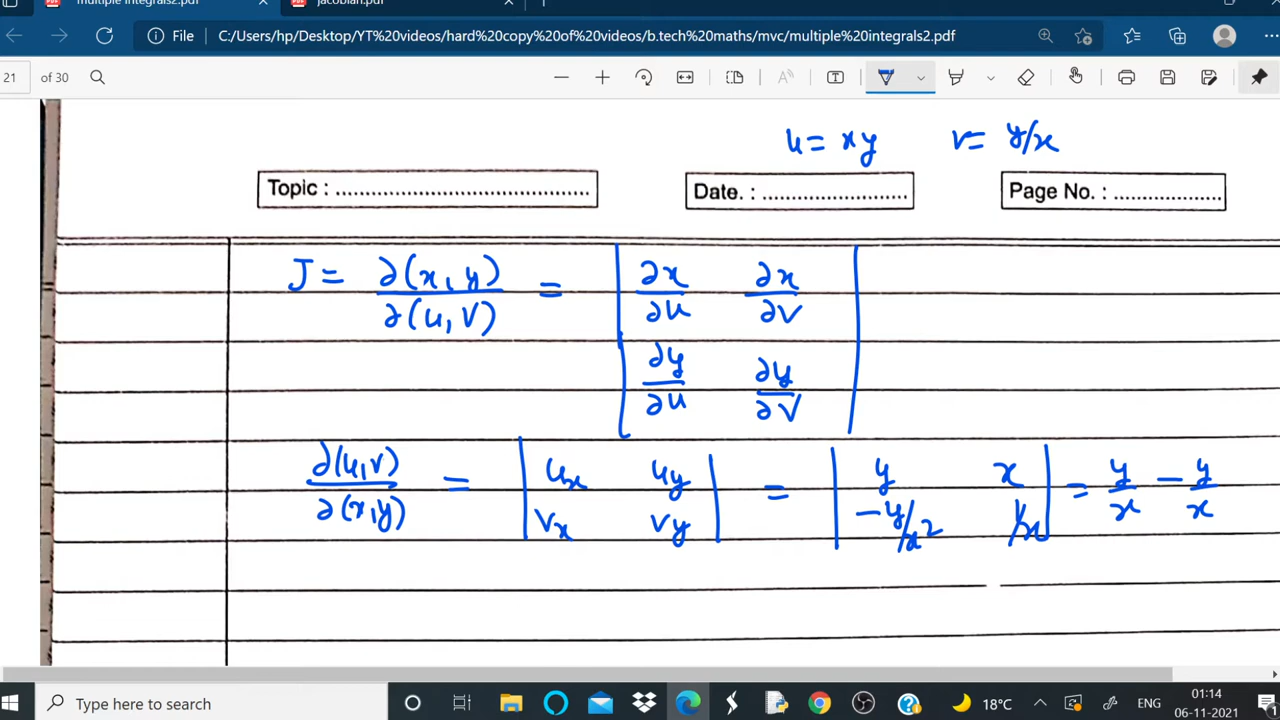 multiple integrals2.pdf
jacobian.pdf
File C:/Users/hp/Desktop/YT%20videos/hard%20copy%20of%20videos/b.tech%20maths/mvc/multiple%20integrals2.pdf
21 of 30
u = xy v = y/x
Topic : ............................................... Date. : .......................... Page No. : ...................
J = ∂(x, y)/∂(u, v) = | ∂x/∂u ∂x/∂v |
| ∂y/∂u ∂y/∂v |
∂(u,v)/∂(x,y) = | ux uy | = | y x | = y/x - y/x
| vx vy | | -y/x² 1/x |
Type here to search
18°C ENG 01:14
06-11-2021